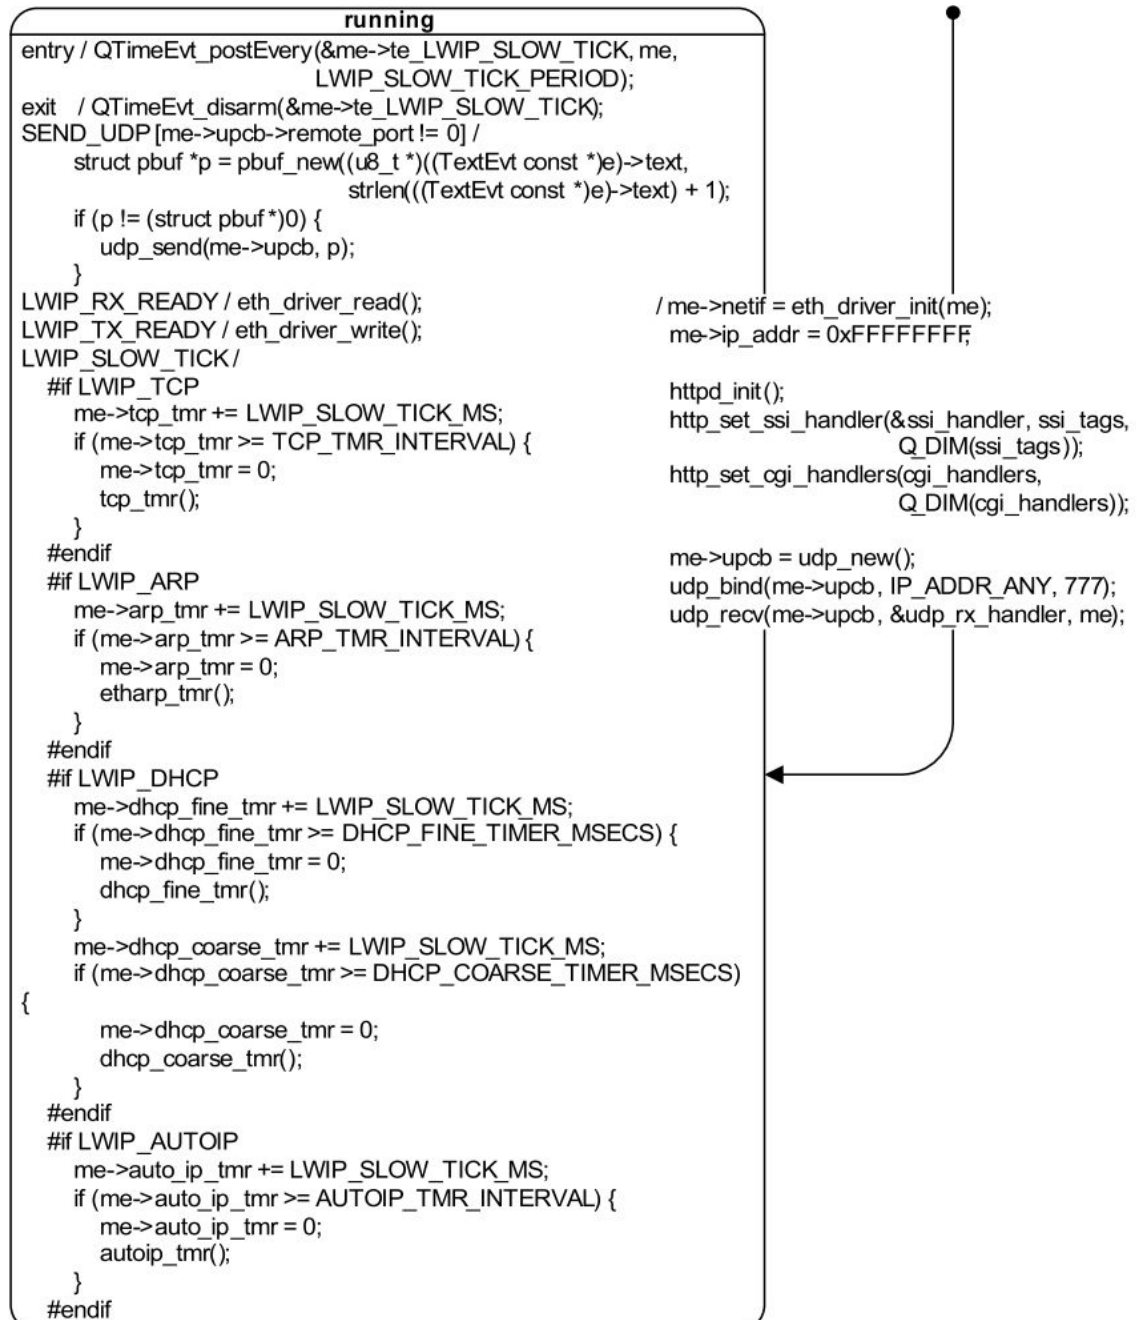 running
entry / QTimeEvt_postEvery(&me->te_LWIP_SLOW_TICK, me,
LWIP_SLOW_TICK_PERIOD);
exit / QTimeEvt_disarm(&me->te_LWIP_SLOW_TICK);
SEND_UDP [me->upcb->remote_port != 0] /
struct pbuf *p = pbuf_new((u8_t *)((TextEvt const *)e)->text,
strlen(((TextEvt const *)e)->text) + 1);
if (p != (struct pbuf *)0) {
udp_send(me->upcb, p);
}
LWIP_RX_READY / eth_driver_read();
LWIP_TX_READY / eth_driver_write();
LWIP_SLOW_TICK /
#if LWIP_TCP
me->tcp_tmr += LWIP_SLOW_TICK_MS;
if (me->tcp_tmr >= TCP_TMR_INTERVAL) {
me->tcp_tmr = 0;
tcp_tmr();
}
#endif
#if LWIP_ARP
me->arp_tmr += LWIP_SLOW_TICK_MS;
if (me->arp_tmr >= ARP_TMR_INTERVAL) {
me->arp_tmr = 0;
etharp_tmr();
}
#endif
#if LWIP_DHCP
me->dhcp_fine_tmr += LWIP_SLOW_TICK_MS;
if (me->dhcp_fine_tmr >= DHCP_FINE_TIMER_MSECS) {
me->dhcp_fine_tmr = 0;
dhcp_fine_tmr();
}
me->dhcp_coarse_tmr += LWIP_SLOW_TICK_MS;
if (me->dhcp_coarse_tmr >= DHCP_COARSE_TIMER_MSECS)
{
me->dhcp_coarse_tmr = 0;
dhcp_coarse_tmr();
}
#endif
#if LWIP_AUTOIP
me->auto_ip_tmr += LWIP_SLOW_TICK_MS;
if (me->auto_ip_tmr >= AUTOIP_TMR_INTERVAL) {
me->auto_ip_tmr = 0;
autoip_tmr();
}
#endif
/ me->netif = eth_driver_init(me);
me->ip_addr = 0xFFFFFFFF;
httpd_init();
http_set_ssi_handler(&ssi_handler, ssi_tags,
Q_DIM(ssi_tags));
http_set_cgi_handlers(cgi_handlers,
Q_DIM(cgi_handlers));
me->upcb = udp_new();
udp_bind(me->upcb, IP_ADDR_ANY, 777);
udp_recv(me->upcb, &udp_rx_handler, me);